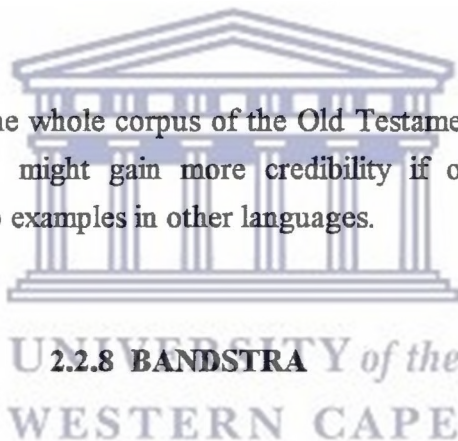 he whole corpus of the Old Testame
might gain more credibility if o
examples in other languages.
2.2.8 BANDSTRA
UNIVERSITY of the
WESTERN CAPE